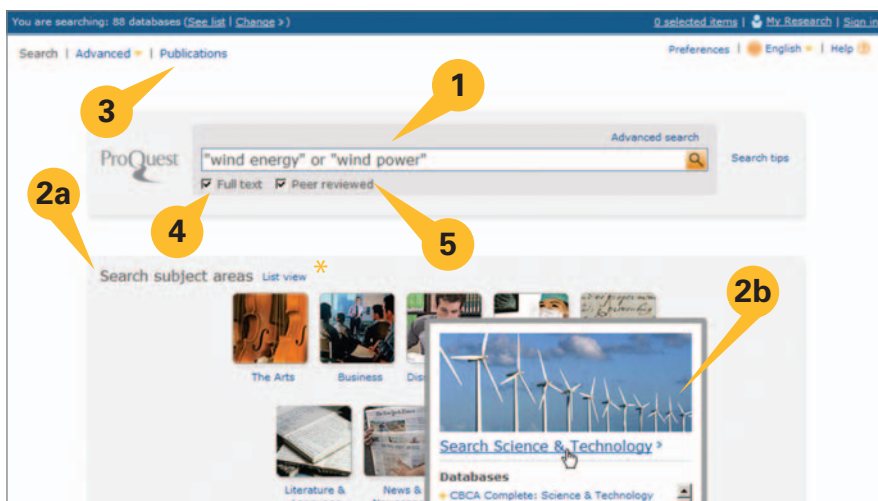 You are searching: 88 databases (See list | Change >)
0 selected items | My Research | Sign in
Search | Advanced | Publications
Preferences | English | Help ?
3
1
Advanced search
ProQuest
"wind energy" or "wind power"
Search tips
2a
Full text Peer reviewed
4
5
Search subject areas List view *
2b
The Arts
Business
Search Science & Technology >
Databases
Literature &
News &
CBCA Complete: Science & Technology